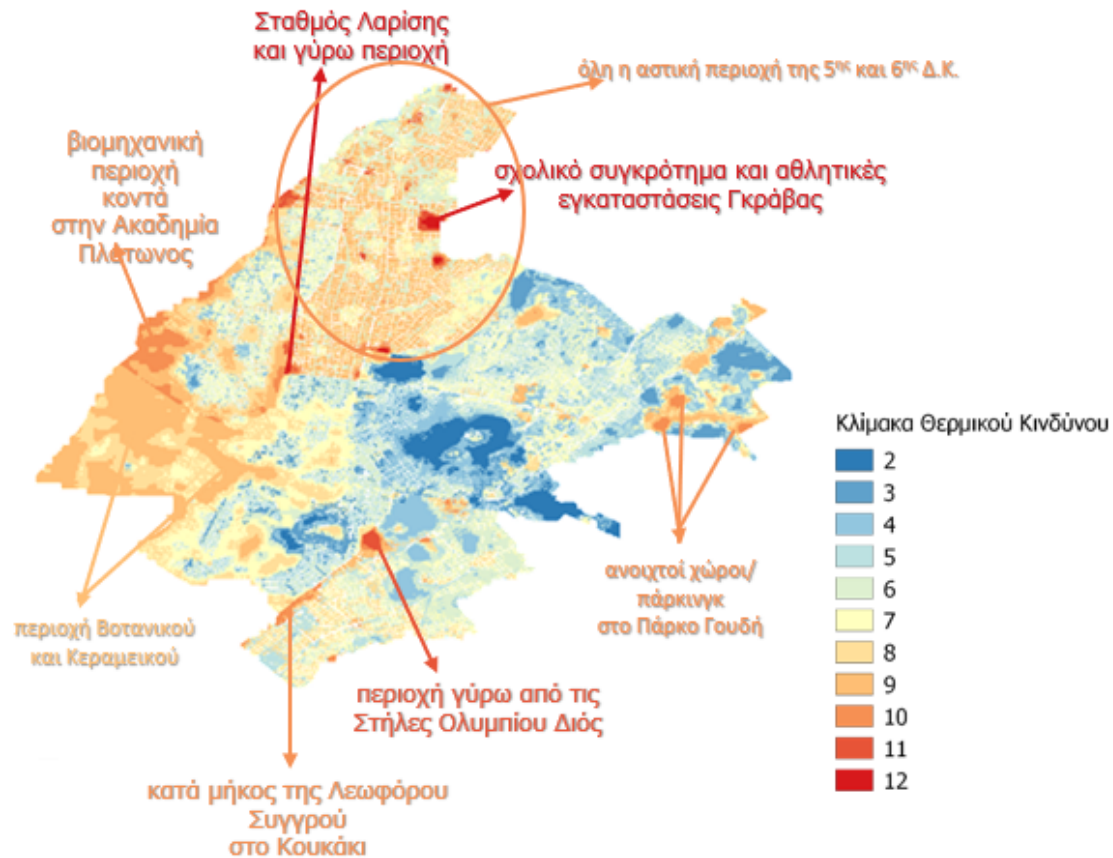 Σταθμός Λαρίσης
και γύρω περιοχή
όλη η αστική περιοχή της 5ης και 6ης Δ.Κ.
βιομηχανική
περιοχή
κοντά
στην Ακαδημία
Πλάτωνος
σχολικό συγκρότημα και αθλητικές
εγκαταστάσεις Γκράβας
Κλίμακα Θερμικού Κινδύνου
2
3
4
5
6
7
8
9
10
11
12
ανοιχτοί χώροι/
πάρκινγκ
στο Πάρκο Γουδή
περιοχή Βοτανικού
και Κεραμεικού
περιοχή γύρω από τις
Στήλες Ολυμπίου Διός
κατά μήκος της Λεωφόρου
Συγγρού
στο Κουκάκι